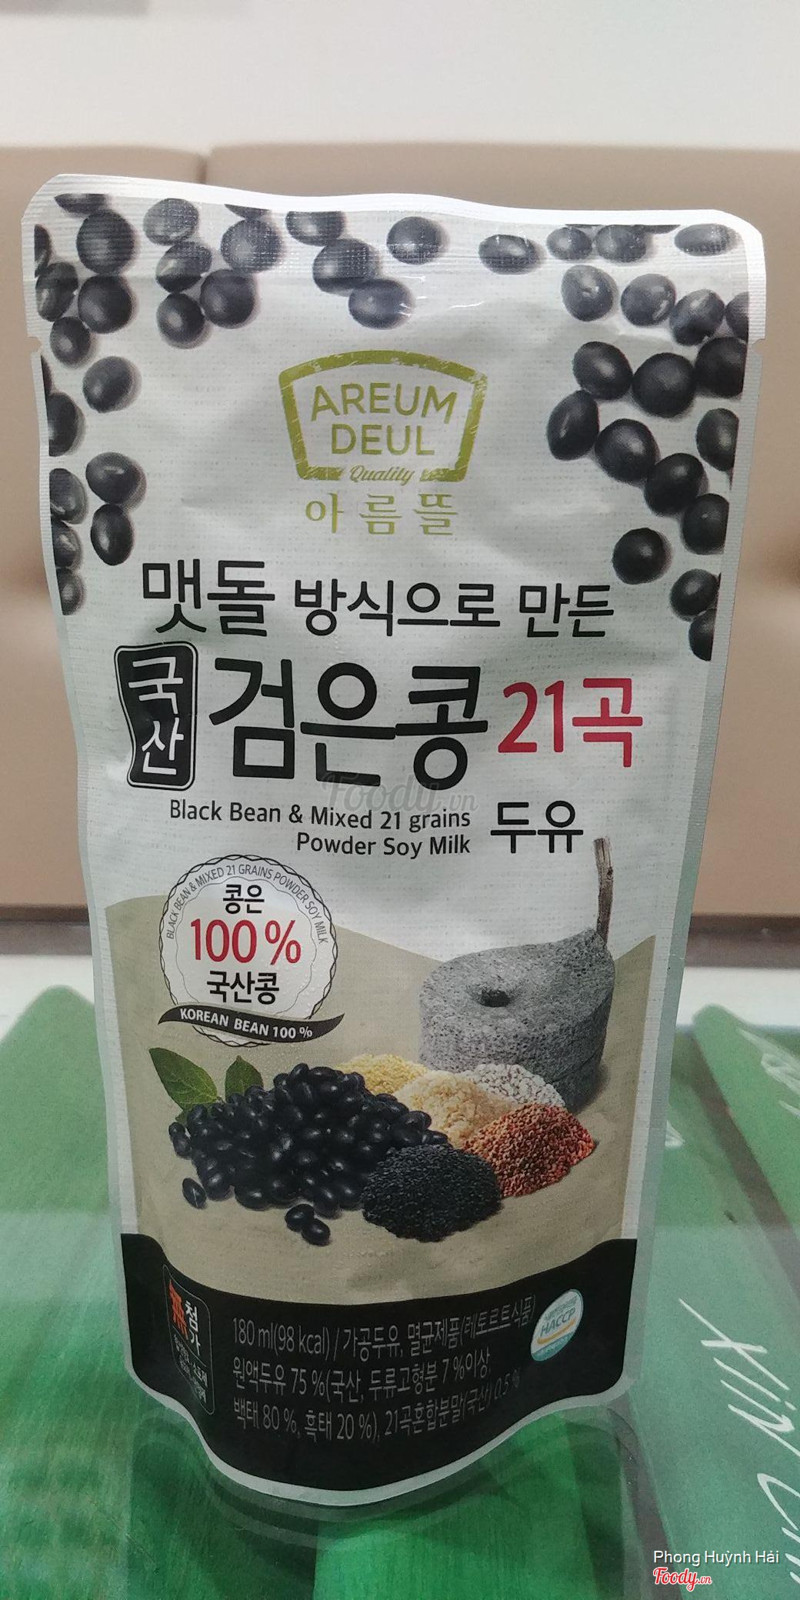 AREUM
DEUL
Quality
아름뜰
맷돌 방식으로 만든
국산 검은콩 21곡
Black Bean & Mixed 21 grains
Powder Soy Milk
두유
Foody.vn
BLACK BEAN & MIXED 21 GRAINS POWDER SOY MILK
콩은
100%
국산콩
KOREAN BEAN 100%
無 첨가
180 ml(98 kcal) / 가공두유, 멸균제품(레토르트식품)
원액두유 75 %(국산, 두류고형분 7 %이상,
백태 80 %, 흑태 20 %), 21곡혼합분말(국산) 0.5 %
HACCP
Phong Huỳnh Hải
Foody.vn